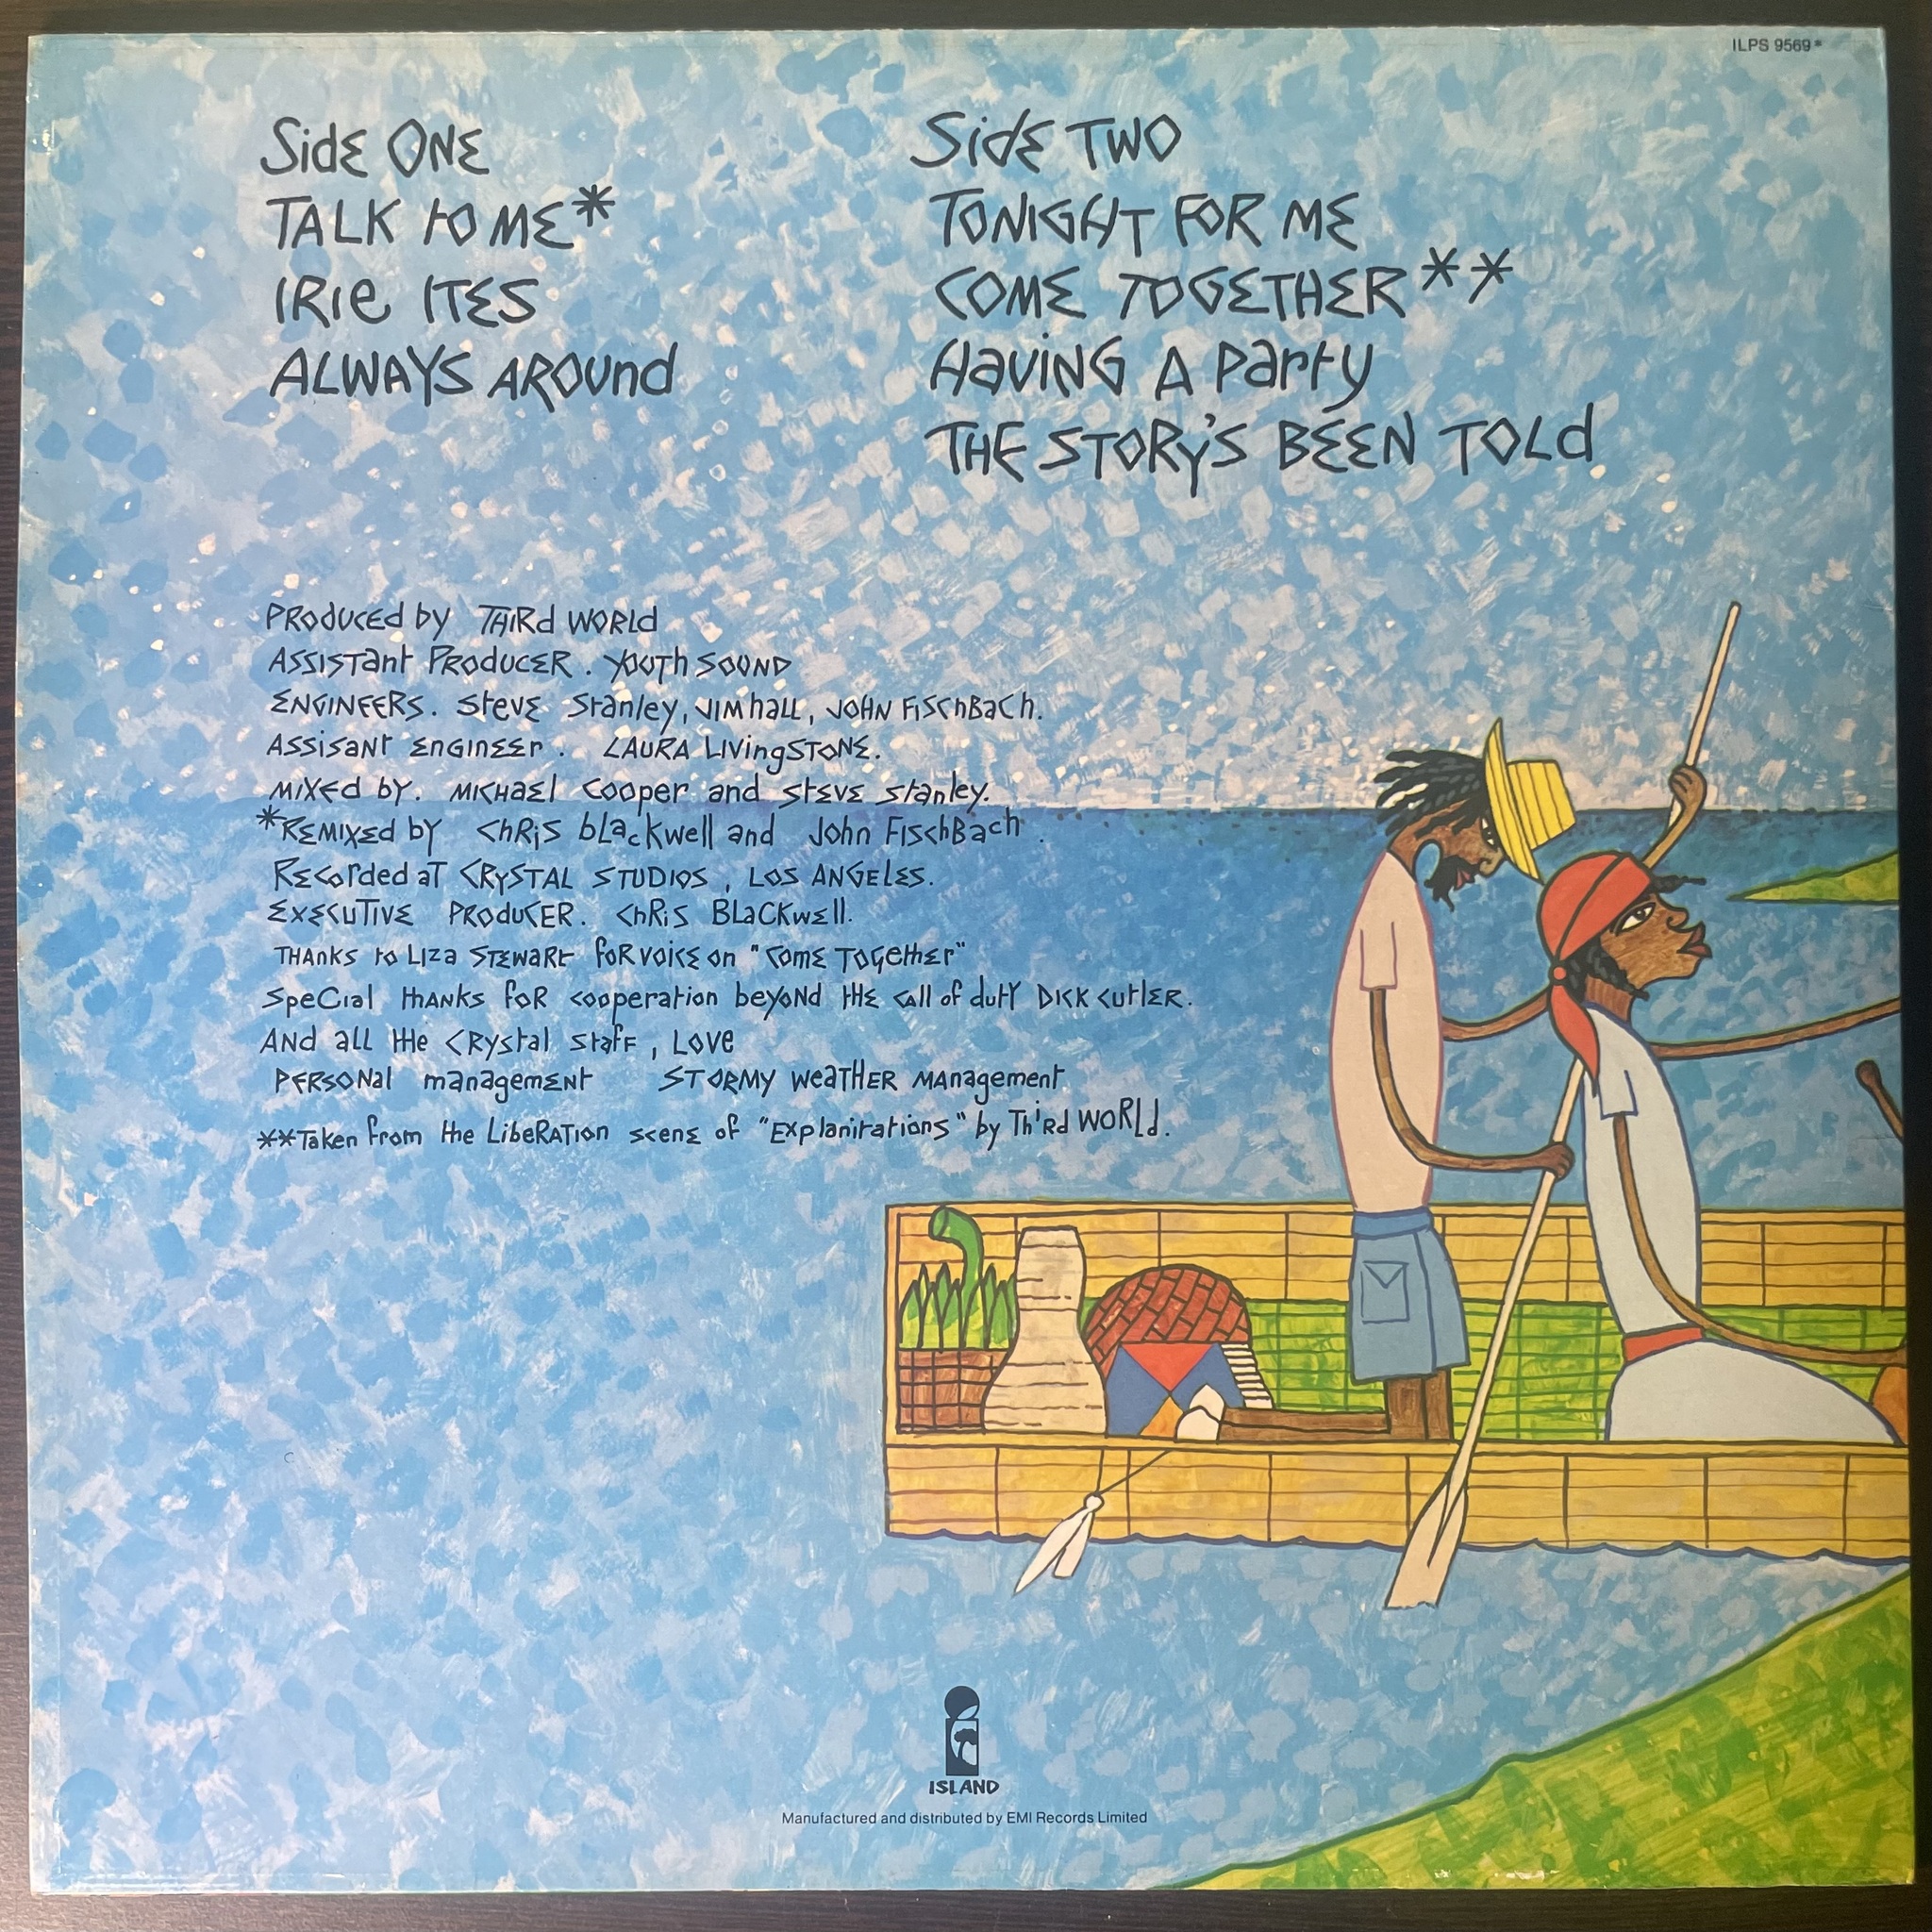 ILPS 9569*
Side ONE
TALK to ME*
IRIe ITES
ALWAYS AROUnd
Side TWO
TONIGHT FOR ME
COME TOGETHER**
HaviNG A Party
THE STORy'S BEEN TOLd
PRODUCEd by THiRd WORLd
ASSISTant PRODUCER. YOUTh SOUND
ENGINEERS. Steve Stanley, JIM hALL, JOHN FiSChBaCh.
ASSisANt EnGiNEEr. LAURA LIVingSTONE.
MIXed by. MICHAEl Cooper and StEVE Stanley.
*REMIXEd by ChRiS bLackwell and John FISchBach.
RECorded aT CRySTAL STUDIOS, LOS ANGELES.
EXECUTIVE PRODUCER. ChRiS BLaCKwEll.
THAnKS to LIza STEWaRt foR VOiCE on "ComE TOGetHEr"
SpeCial tHANKS foR cooperation beyoNd tHE call of dutY DICK CUTlER.
ANd all tHe CRystal StafF, LOVe
PERSONal managemENt STORMY WeaTHER MANagement
**Taken from the LibeRATion scenE of "Explanitations" by Third WORLd.
ISLAND
Manufactured and distributed by EMI Records Limited